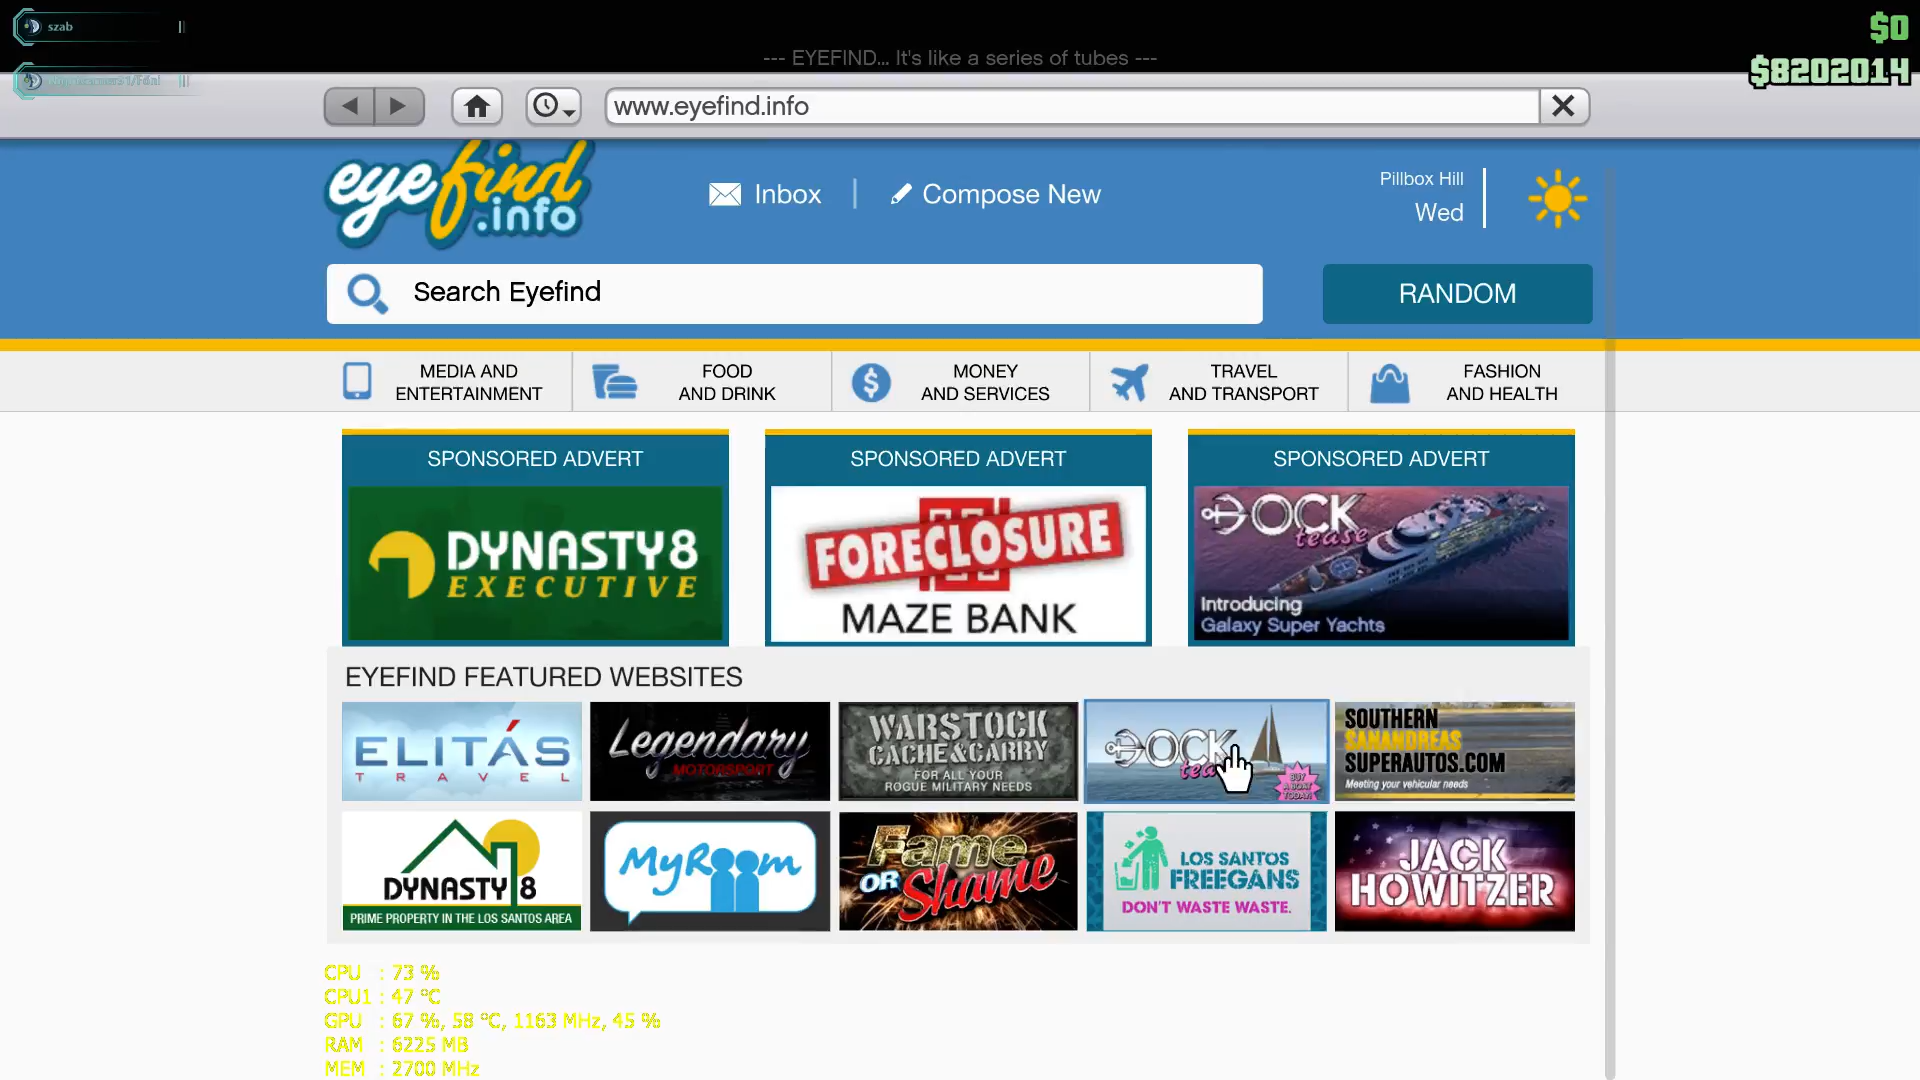 szab
$0
--- EYEFIND... It's like a series of tubes ---
$8202014
www.eyefind.info
eyefind
.info
Inbox
Compose New
Pillbox Hill
Wed
Search Eyefind
RANDOM
MEDIA AND
ENTERTAINMENT
FOOD
AND DRINK
MONEY
AND SERVICES
TRAVEL
AND TRANSPORT
FASHION
AND HEALTH
SPONSORED ADVERT
DYNASTY8
EXECUTIVE
SPONSORED ADVERT
FORECLOSURE
MAZE BANK
SPONSORED ADVERT
DOCK
tease
Introducing
Galaxy Super Yachts
EYEFIND FEATURED WEBSITES
ELITÁS
TRAVEL
Legendary
MOTORSPORT
WARSTOCK
CACHE&CARRY
FOR ALL YOUR
ROGUE MILITARY NEEDS
DOCK
BUY
A BOAT
TODAY!
SOUTHERN
SANANDREAS
SUPERAUTOS.COM
Meeting your vehicular needs
DYNASTY 8
PRIME PROPERTY IN THE LOS SANTOS AREA
MyRoom
Fame
OR Shame
LOS SANTOS
FREEGANS
DON'T WASTE WASTE.
JACK
HOWITZER
CPU : 73 %
CPU1 : 47 °C
GPU : 67 %, 58 °C, 1163 MHz, 45 %
RAM : 6225 MB
MEM : 2700 MHz